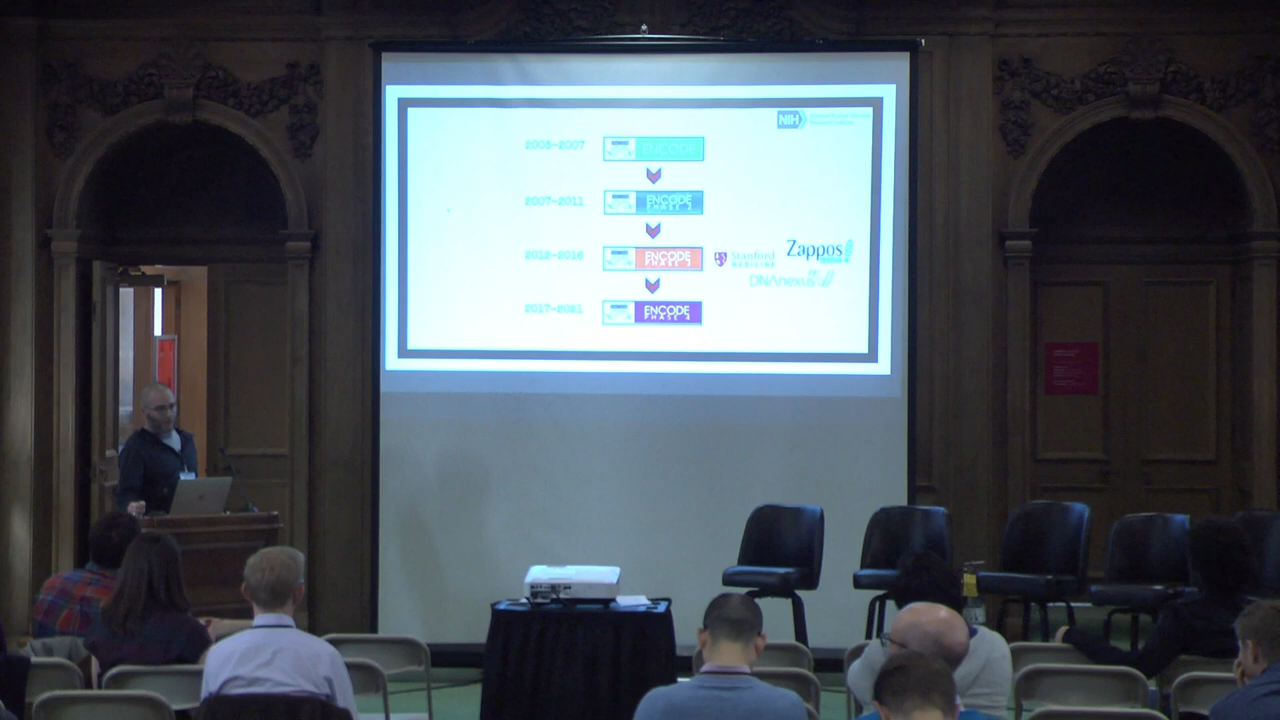 NIH
2003-2007
ENCODE
2007-2011
ENCODE
PHASE 2
2012-2016
ENCODE
PHASE 3
Stanford
MEDICINE
Zappos
DNAnexus
2017-2021
ENCODE
PHASE 4